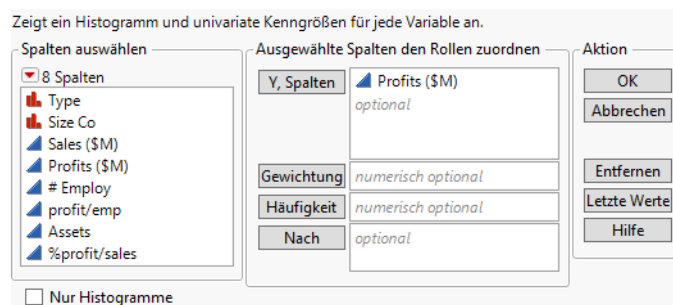 Zeigt ein Histogramm und univariate Kenngrößen für jede Variable an.
Spalten auswählen
8 Spalten
Type
Size Co
Sales ($M)
Profits ($M)
# Employ
profit/emp
Assets
%profit/sales
Nur Histogramme
Ausgewählte Spalten den Rollen zuordnen
Y, Spalten
Profits ($M)
optional
Gewichtung
numerisch optional
Häufigkeit
numerisch optional
Nach
optional
Aktion
OK
Abbrechen
Entfernen
Letzte Werte
Hilfe